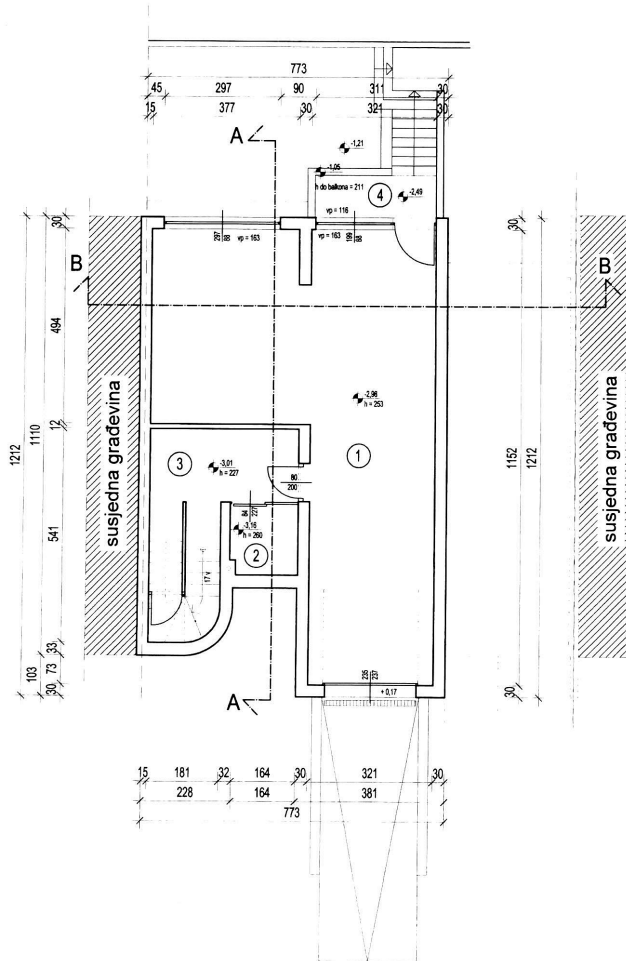 773
45 297 90 311 30
15 377 30 321 30
A
-1,21
-1,05
h do balkona = 211
4
-2,49
vp = 116
297
88
vp = 163
vp = 163
199
88
30
30
B
B
494
-2,96
h = 253
susjedna građevina
susjedna građevina
12
1212
1110
1152
1212
3
-3,01
h = 227
1
80
200
84
227
-3,16
h = 260
2
541
17 v
33
73
103
30
30
235
237
+ 0,17
A
15 181 32 164 30 321 30
228 164 381
773